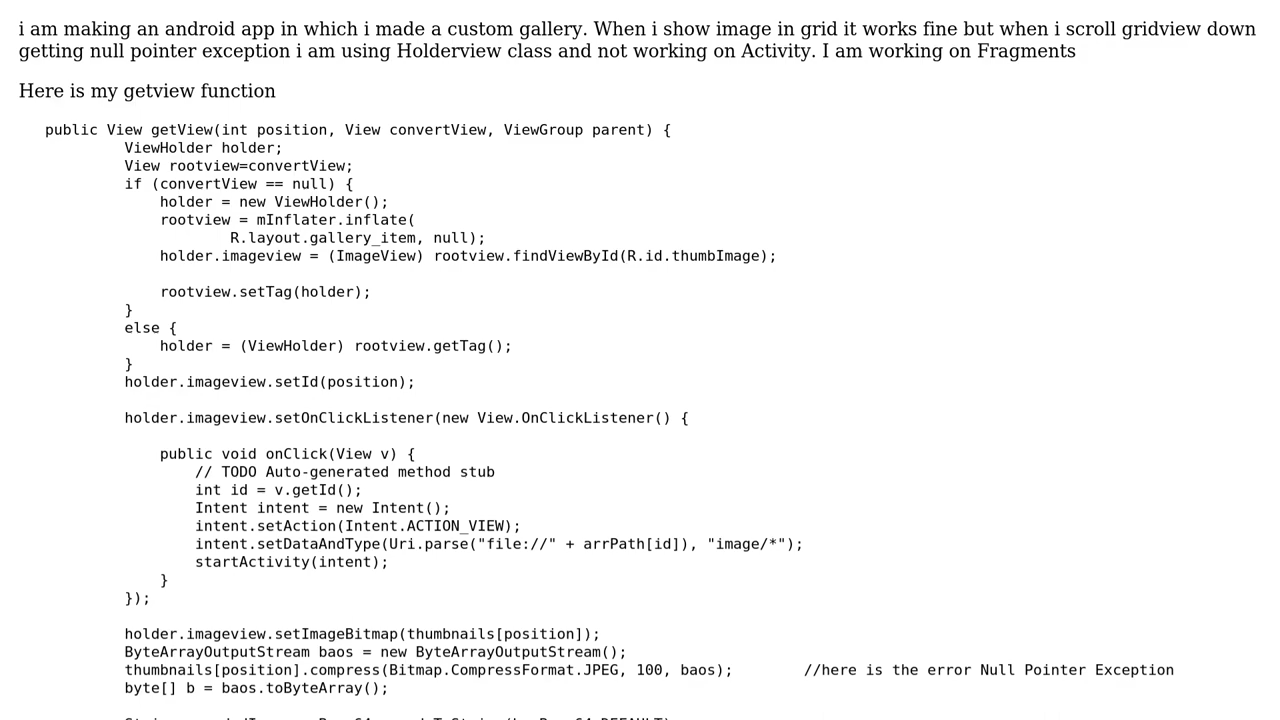 i am making an android app in which i made a custom gallery. When i show image in grid it works fine but when i scroll gridview down
getting null pointer exception i am using Holderview class and not working on Activity. I am working on Fragments
Here is my getview function
public View getView(int position, View convertView, ViewGroup parent) {
ViewHolder holder;
View rootview=convertView;
if (convertView == null) {
holder = new ViewHolder();
rootview = mInflater.inflate(
R.layout.gallery_item, null);
holder.imageview = (ImageView) rootview.findViewById(R.id.thumbImage);
rootview.setTag(holder);
}
else {
holder = (ViewHolder) rootview.getTag();
}
holder.imageview.setId(position);
holder.imageview.setOnClickListener(new View.OnClickListener() {
public void onClick(View v) {
// TODO Auto-generated method stub
int id = v.getId();
Intent intent = new Intent();
intent.setAction(Intent.ACTION_VIEW);
intent.setDataAndType(Uri.parse("file://" + arrPath[id]), "image/*");
startActivity(intent);
}
});
holder.imageview.setImageBitmap(thumbnails[position]);
ByteArrayOutputStream baos = new ByteArrayOutputStream();
thumbnails[position].compress(Bitmap.CompressFormat.JPEG, 100, baos); //here is the error Null Pointer Exception
byte[] b = baos.toByteArray();